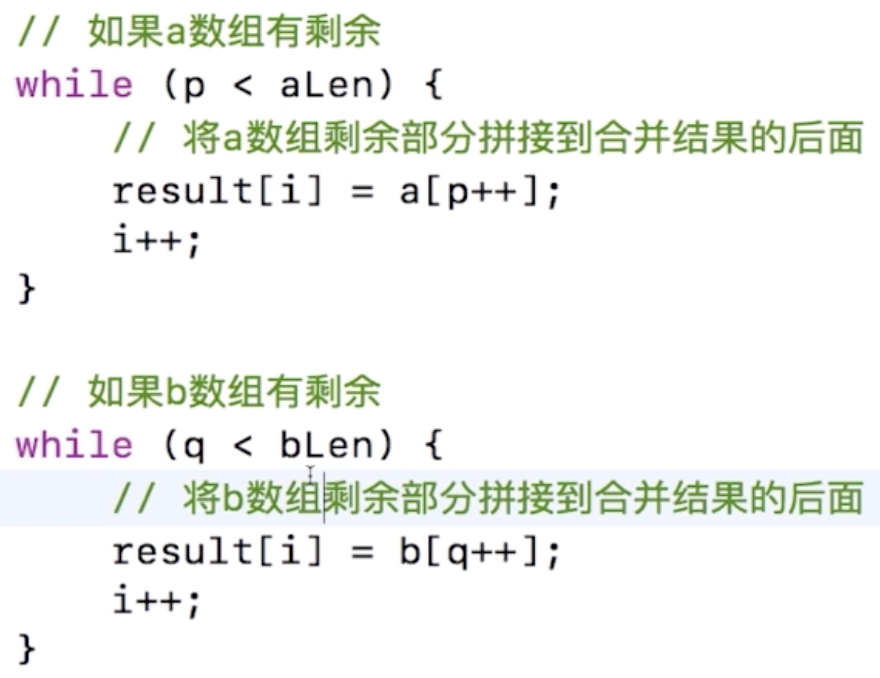 // 如果a数组有剩余
while (p < aLen) {
    // 将a数组剩余部分拼接到合并结果的后面
    result[i] = a[p++];
    i++;
}
// 如果b数组有剩余
while (q < bLen) {
    // 将b数组剩余部分拼接到合并结果的后面
    result[i] = b[q++];
    i++;
}